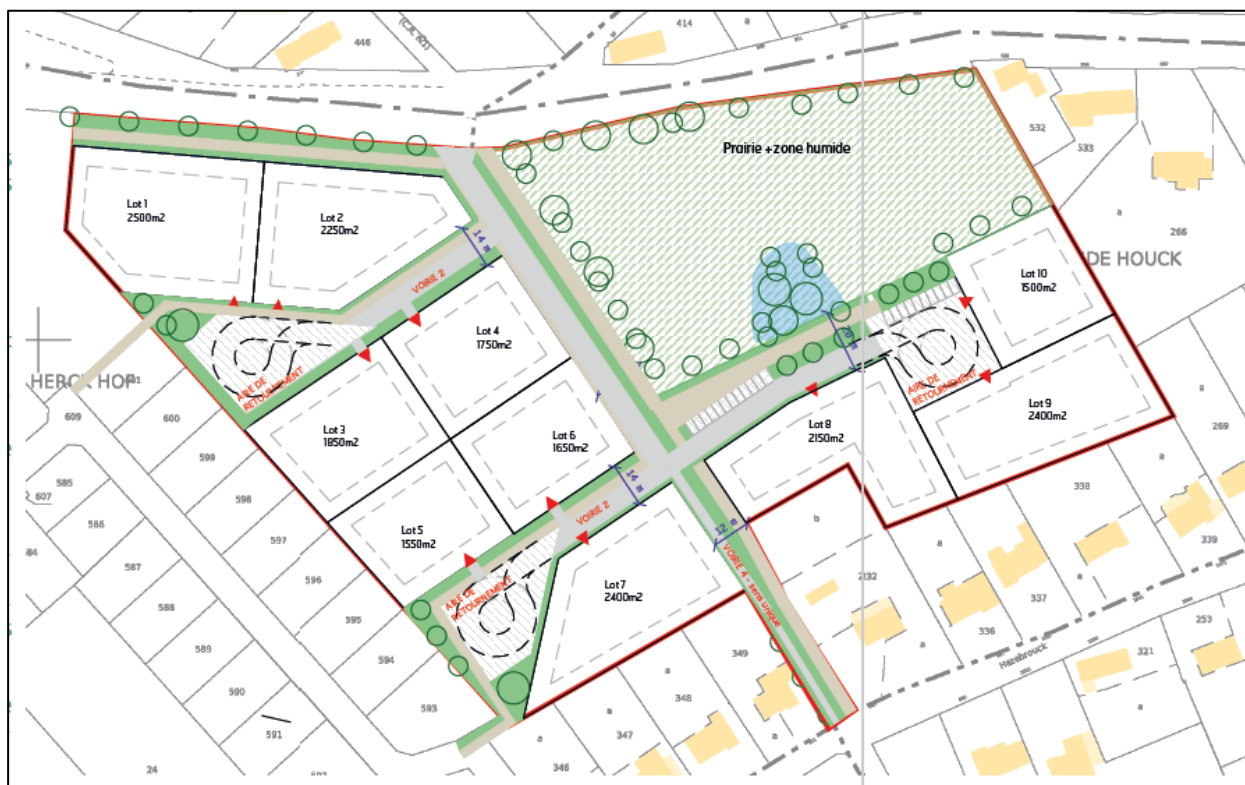 446
414
a
Prairie +zone humide
532
533
a
266
Lot 1
2500m2
Lot 2
2250m2
14 m
VOIRIE 2
DE HOUCK
Lot 10
1500m2
Lot 4
1750m2
HERCK HOF
AIRE DE
RETOURNEMENT
AIRE DE
RETOURNEMENT
609
600
Lot 3
1850m2
Lot 6
1650m2
Lot 8
2150m2
Lot 9
2400m2
a
269
599
585
607
598
586
14 m
VOIRIE 2
338
a
Lot 5
1550m2
12 m
b
339
597
587
596
AIRE DE
RETOURNEMENT
Lot 7
2400m2
VOIRIE 4 - sens unique
337
588
595
a
336
253
589
594
349
Hazebrouck
321
a
590
593
348
a
591
347
a
24
346
a
a